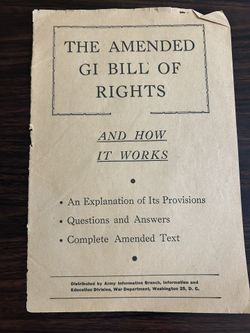 THE AMENDED
GI BILL OF
RIGHTS
AND HOW
IT WORKS
• An Explanation of Its Provisions
• Questions and Answers
• Complete Amended Text
Distributed by Army Information Branch, Information and
Education Division, War Department, Washington 25, D. C.